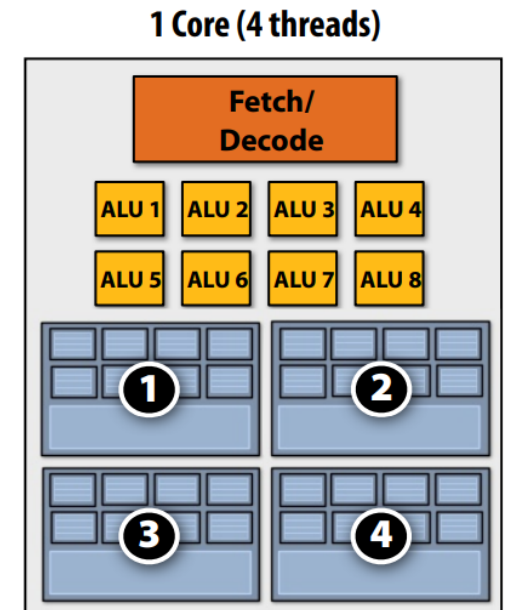 1 Core (4 threads)
Fetch/
Decode
ALU 1 ALU 2 ALU 3 ALU 4
ALU 5 ALU 6 ALU 7 ALU 8
1 2
3 4